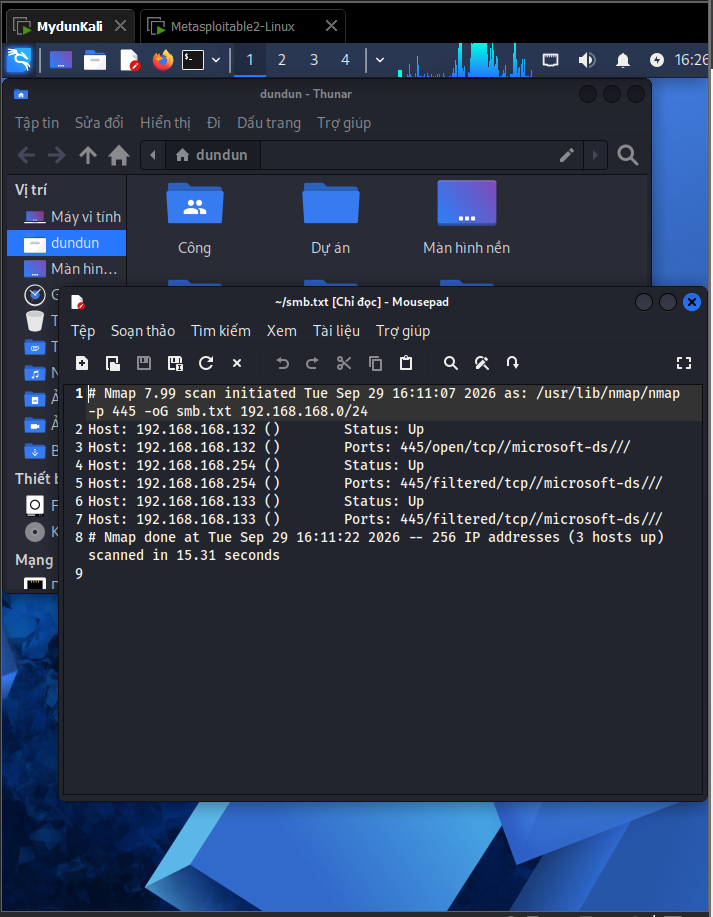 MydunKali
Metasploitable2-Linux
1 2 3 4
16:26
dundun - Thunar
Tập tin Sửa đổi Hiển thị Đi Dấu trang Trợ giúp
dundun
Vị trí
Máy vi tính
dundun
Màn hìn...
Công
Dự án
Màn hình nền
Thiết b
Mạng
~/smb.txt [Chỉ đọc] - Mousepad
Tệp Soạn thảo Tìm kiếm Xem Tài liệu Trợ giúp
1 # Nmap 7.99 scan initiated Tue Sep 29 16:11:07 2026 as: /usr/lib/nmap/nmap
-p 445 -oG smb.txt 192.168.168.0/24
2 Host: 192.168.168.132 () Status: Up
3 Host: 192.168.168.132 () Ports: 445/open/tcp//microsoft-ds///
4 Host: 192.168.168.254 () Status: Up
5 Host: 192.168.168.254 () Ports: 445/filtered/tcp//microsoft-ds///
6 Host: 192.168.168.133 () Status: Up
7 Host: 192.168.168.133 () Ports: 445/filtered/tcp//microsoft-ds///
8 # Nmap done at Tue Sep 29 16:11:22 2026 -- 256 IP addresses (3 hosts up)
scanned in 15.31 seconds
9